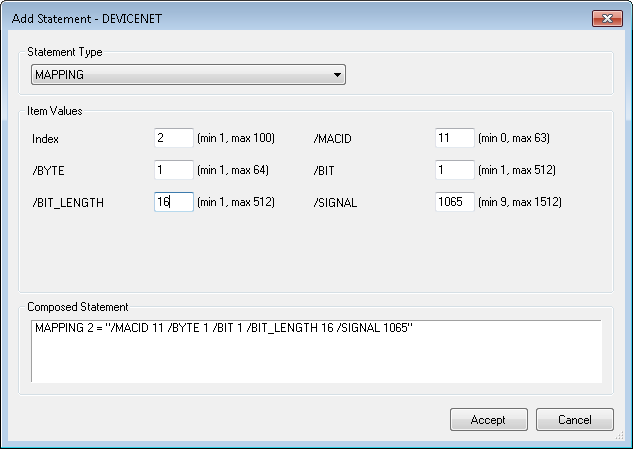 Add Statement - DEVICENET
Statement Type
MAPPING
Item Values
Index 2 (min 1, max 100) /MACID 11 (min 0, max 63)
/BYTE 1 (min 1, max 64) /BIT 1 (min 1, max 512)
/BIT_LENGTH 16 (min 1, max 512) /SIGNAL 1065 (min 9, max 1512)
Composed Statement
MAPPING 2 = "/MACID 11 /BYTE 1 /BIT 1 /BIT_LENGTH 16 /SIGNAL 1065"
Accept Cancel